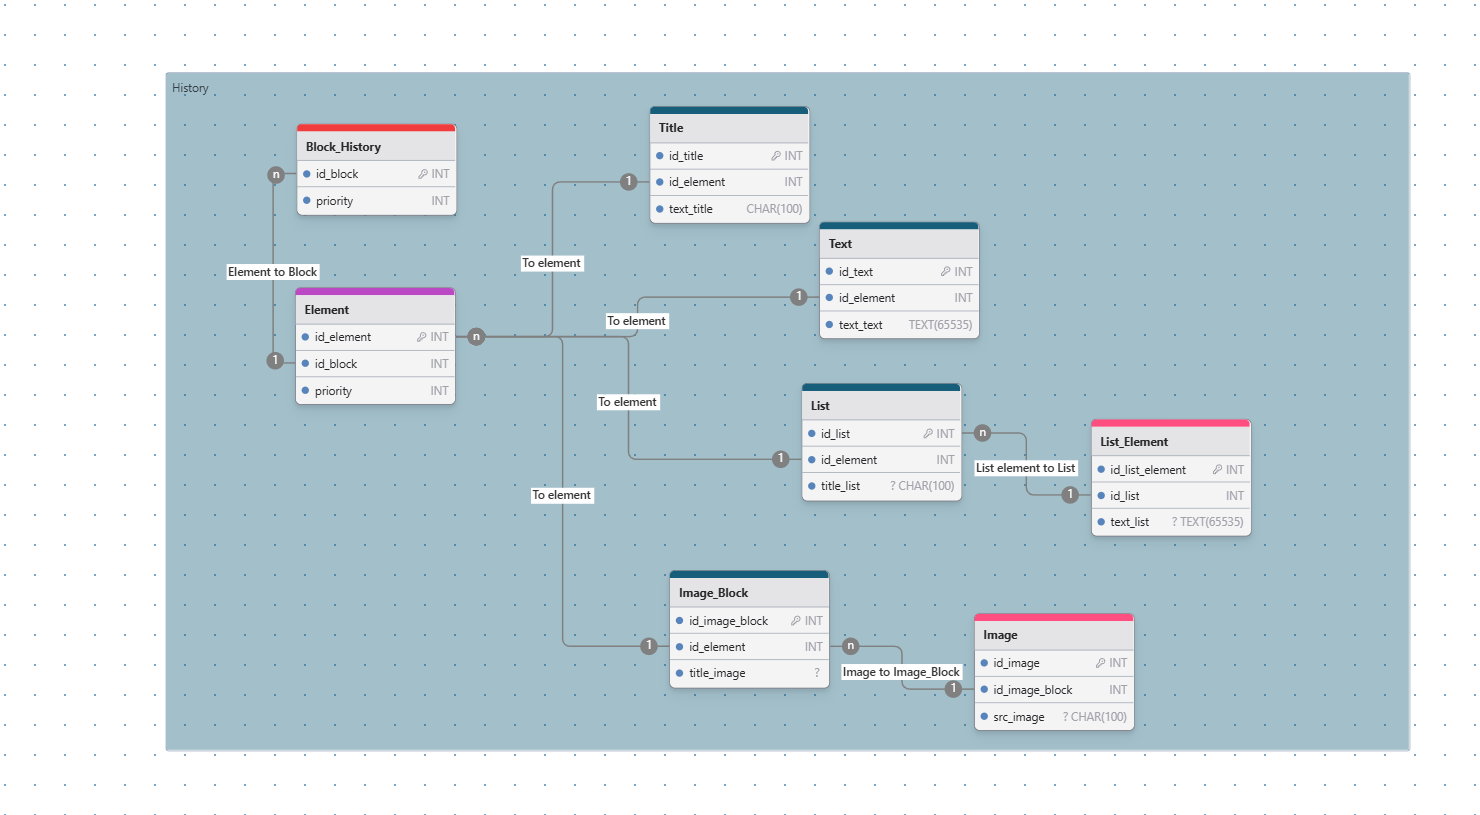 History
Block_History
id_block INT
priority INT
n
Element to Block
1
Element
id_element INT
id_block INT
priority INT
n
To element
1
Title
id_title INT
id_element INT
text_title CHAR(100)
To element
1
Text
id_text INT
id_element INT
text_text TEXT(65535)
To element
1
List
id_list INT
id_element INT
title_list ? CHAR(100)
n
List element to List
1
List_Element
id_list_element INT
id_list INT
text_list ? TEXT(65535)
To element
1
Image_Block
id_image_block INT
id_element INT
title_image ?
n
Image to Image_Block
1
Image
id_image INT
id_image_block INT
src_image ? CHAR(100)